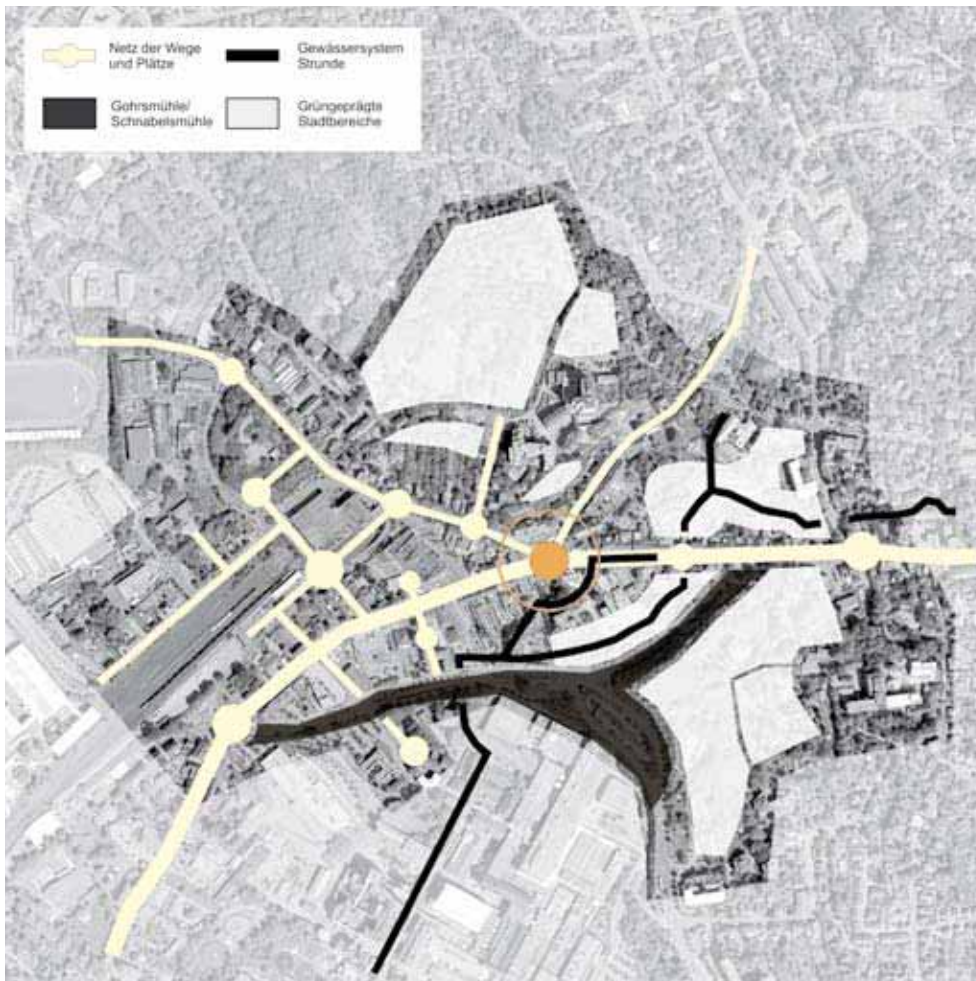 Netz der Wege
und Plätze
Gewässersystem
Strunde
Gohrsmühle/
Schnabelsmühle
Grüngeprägte
Stadtbereiche